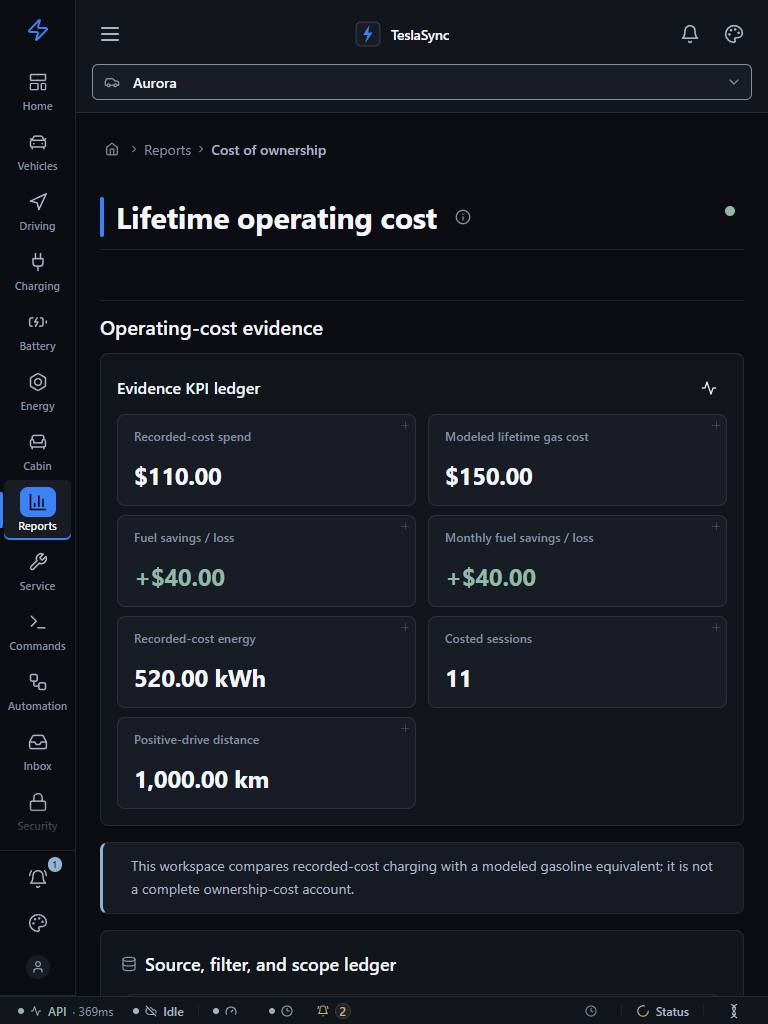 TeslaSync
Aurora
Home
Vehicles
Driving
Charging
Battery
Energy
Cabin
Reports
Service
Commands
Automation
Inbox
Security
1
Reports
Cost of ownership
Lifetime operating cost
Operating-cost evidence
Evidence KPI ledger
Recorded-cost spend
$110.00
Modeled lifetime gas cost
$150.00
Fuel savings / loss
+$40.00
Monthly fuel savings / loss
+$40.00
Recorded-cost energy
520.00 kWh
Costed sessions
11
Positive-drive distance
1,000.00 km
This workspace compares recorded-cost charging with a modeled gasoline equivalent; it is not
a complete ownership-cost account.
Source, filter, and scope ledger
API · 369ms
Idle
2
Status